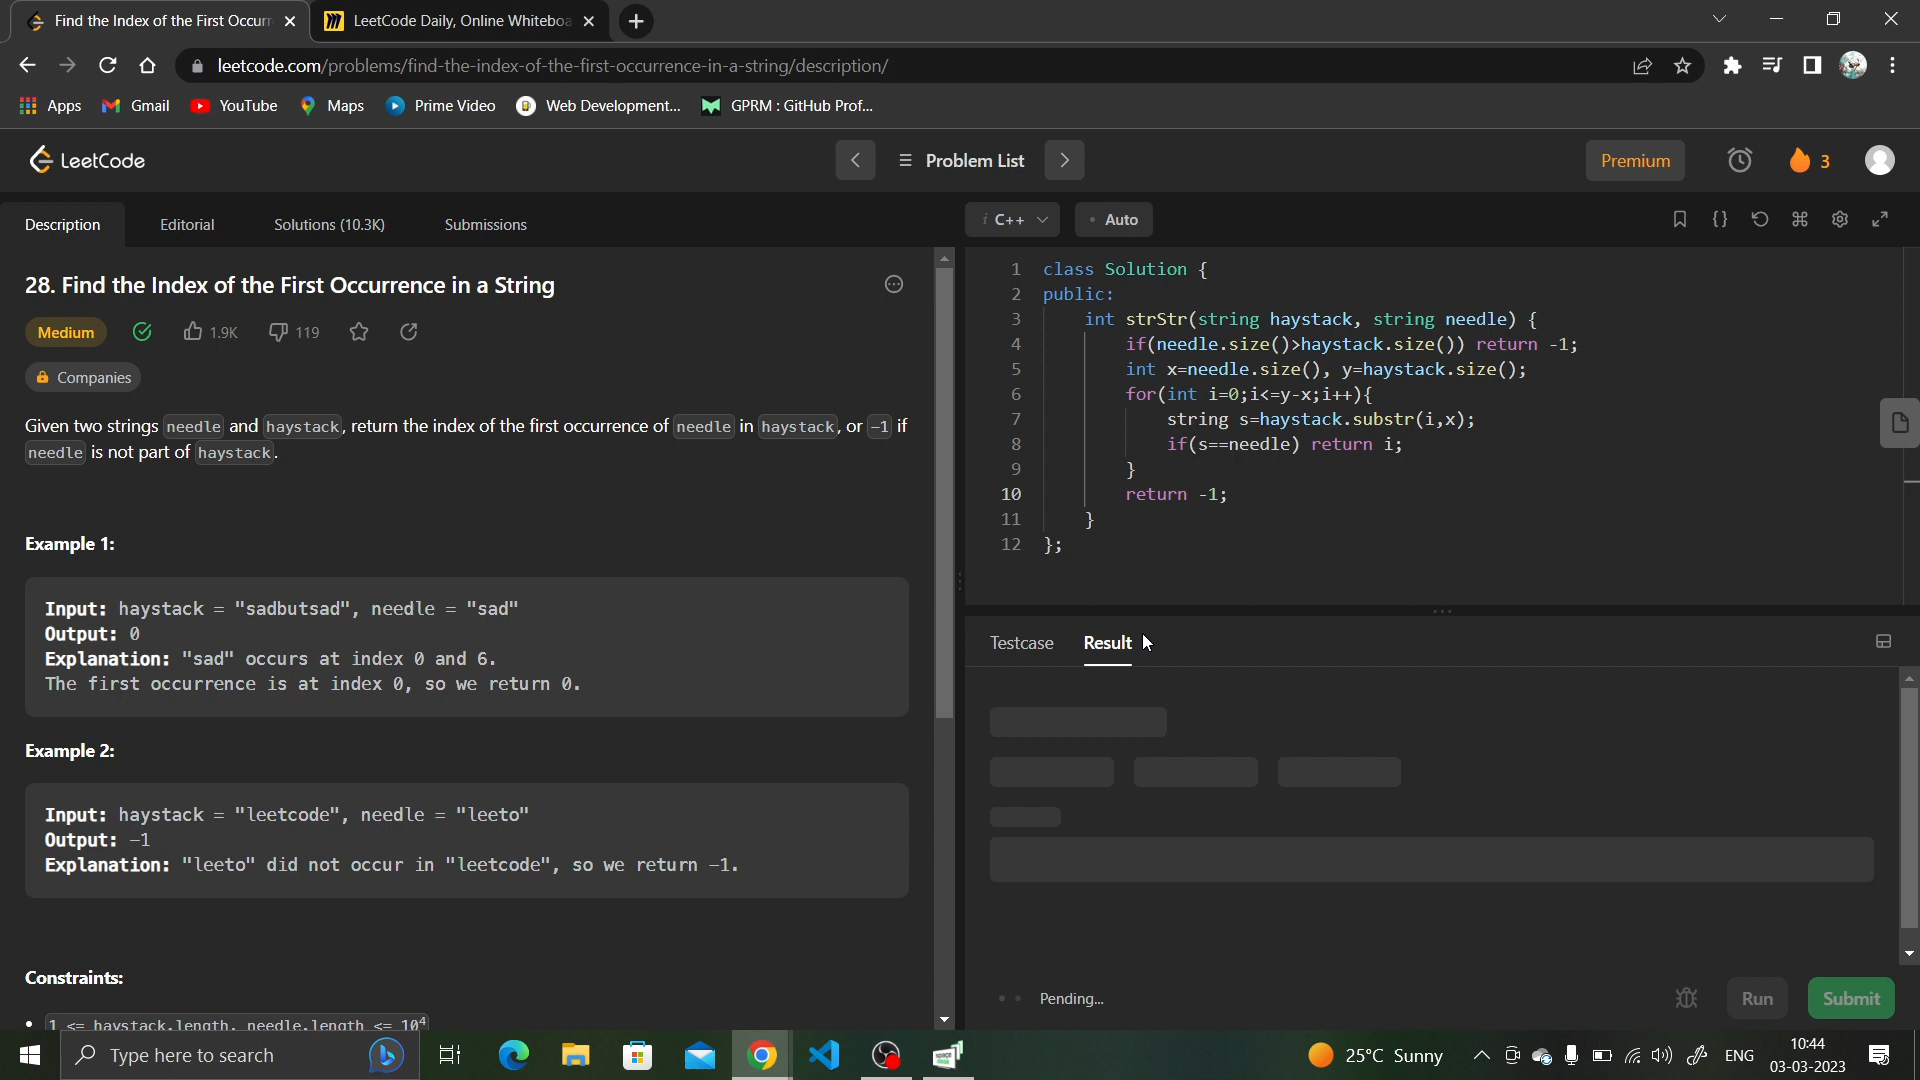 Find the Index of the First Occurr
LeetCode Daily, Online Whiteboa
leetcode.com/problems/find-the-index-of-the-first-occurrence-in-a-string/description/
Apps Gmail YouTube Maps Prime Video Web Development... GPRM : GitHub Prof...
LeetCode
Problem List
Premium
3
Description Editorial Solutions (10.3K) Submissions
28. Find the Index of the First Occurrence in a String
Medium 1.9K 119
Companies
Given two strings needle and haystack, return the index of the first occurrence of needle in haystack, or -1 if
needle is not part of haystack.
Example 1:
Input: haystack = "sadbutsad", needle = "sad"
Output: 0
Explanation: "sad" occurs at index 0 and 6.
The first occurrence is at index 0, so we return 0.
Example 2:
Input: haystack = "leetcode", needle = "leeto"
Output: -1
Explanation: "leeto" did not occur in "leetcode", so we return -1.
Constraints:
• 1 <= haystack.length, needle.length <= 10⁴
i C++ • Auto
1 class Solution {
2 public:
3 int strStr(string haystack, string needle) {
4 if(needle.size()>haystack.size()) return -1;
5 int x=needle.size(), y=haystack.size();
6 for(int i=0;i<=y-x;i++){
7 string s=haystack.substr(i,x);
8 if(s==needle) return i;
9 }
10 return -1;
11 }
12 };
Testcase Result
Pending...
Run Submit
Type here to search
25°C Sunny
ENG
10:44
03-03-2023